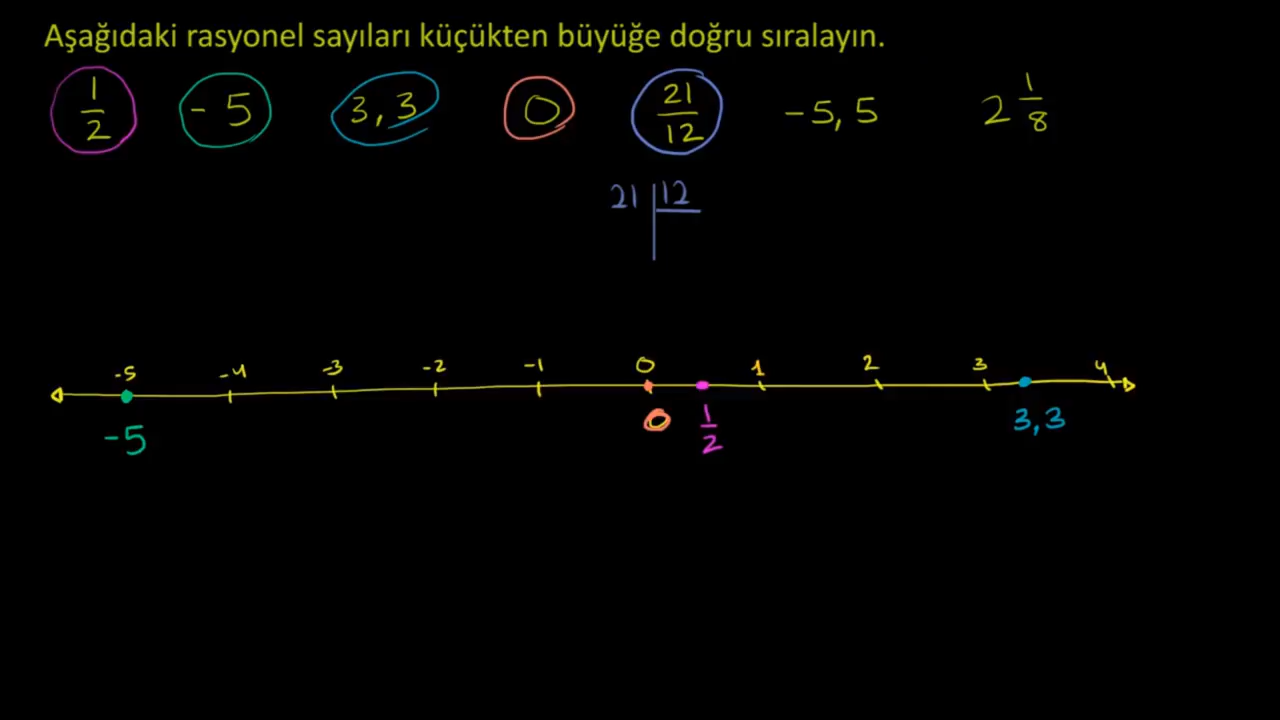 Aşağıdaki rasyonel sayıları küçükten büyüğe doğru sıralayın.
1/2 -5 3,3 0 21/12 -5,5 2 1/8
21 | 12
-5 -4 -3 -2 -1 0 1 2 3 4
-5 0 1/2 3,3